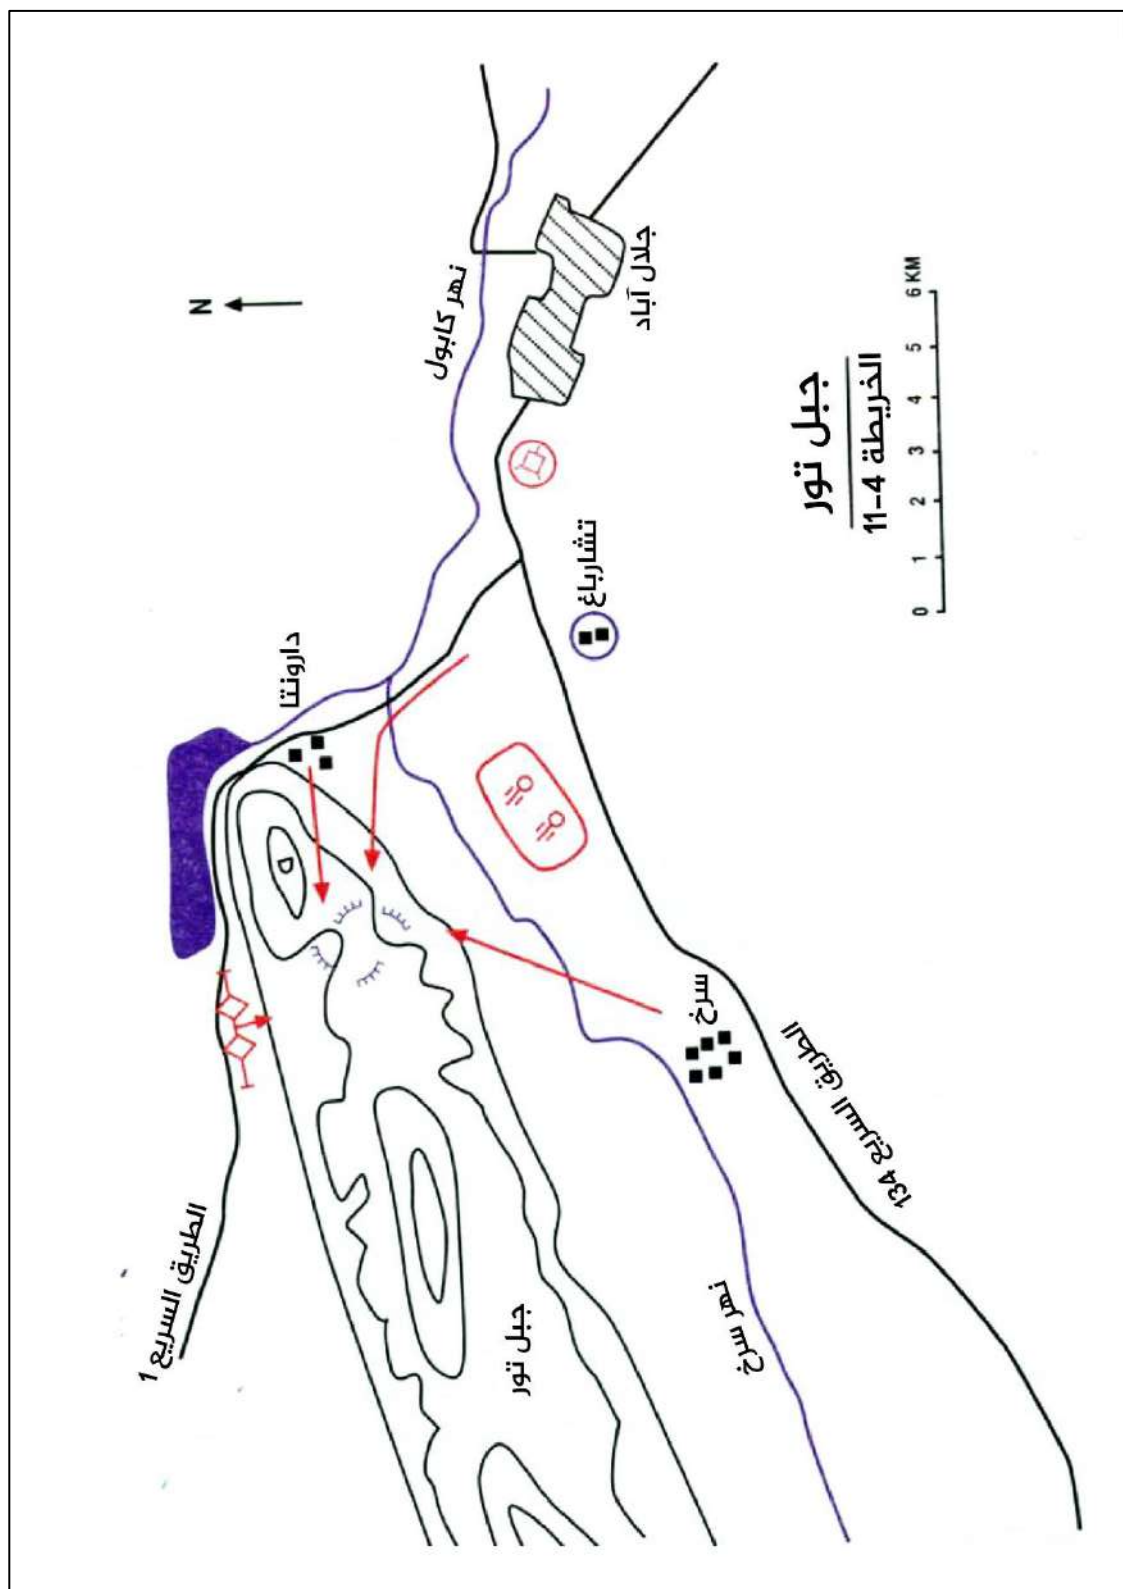 N
نهر كابول
جلال آباد
تشارباغ
دارونتا
D
سرخ
الطريق السريع 134
نهر سرخ
الطريق السريع 1
جبل تور
جبل تور
الخريطة 4-11
0 1 2 3 4 5 6 KM